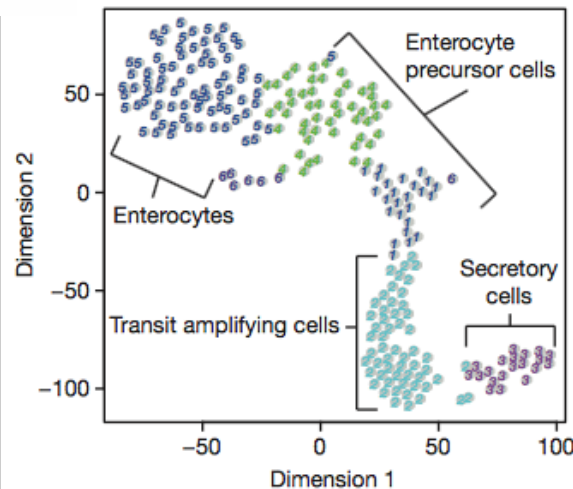 Enterocyte
precursor cells
Enterocytes
Transit amplifying cells
Secretory
cells
Dimension 2
50
0
−50
−100
−50
0
50
100
Dimension 1